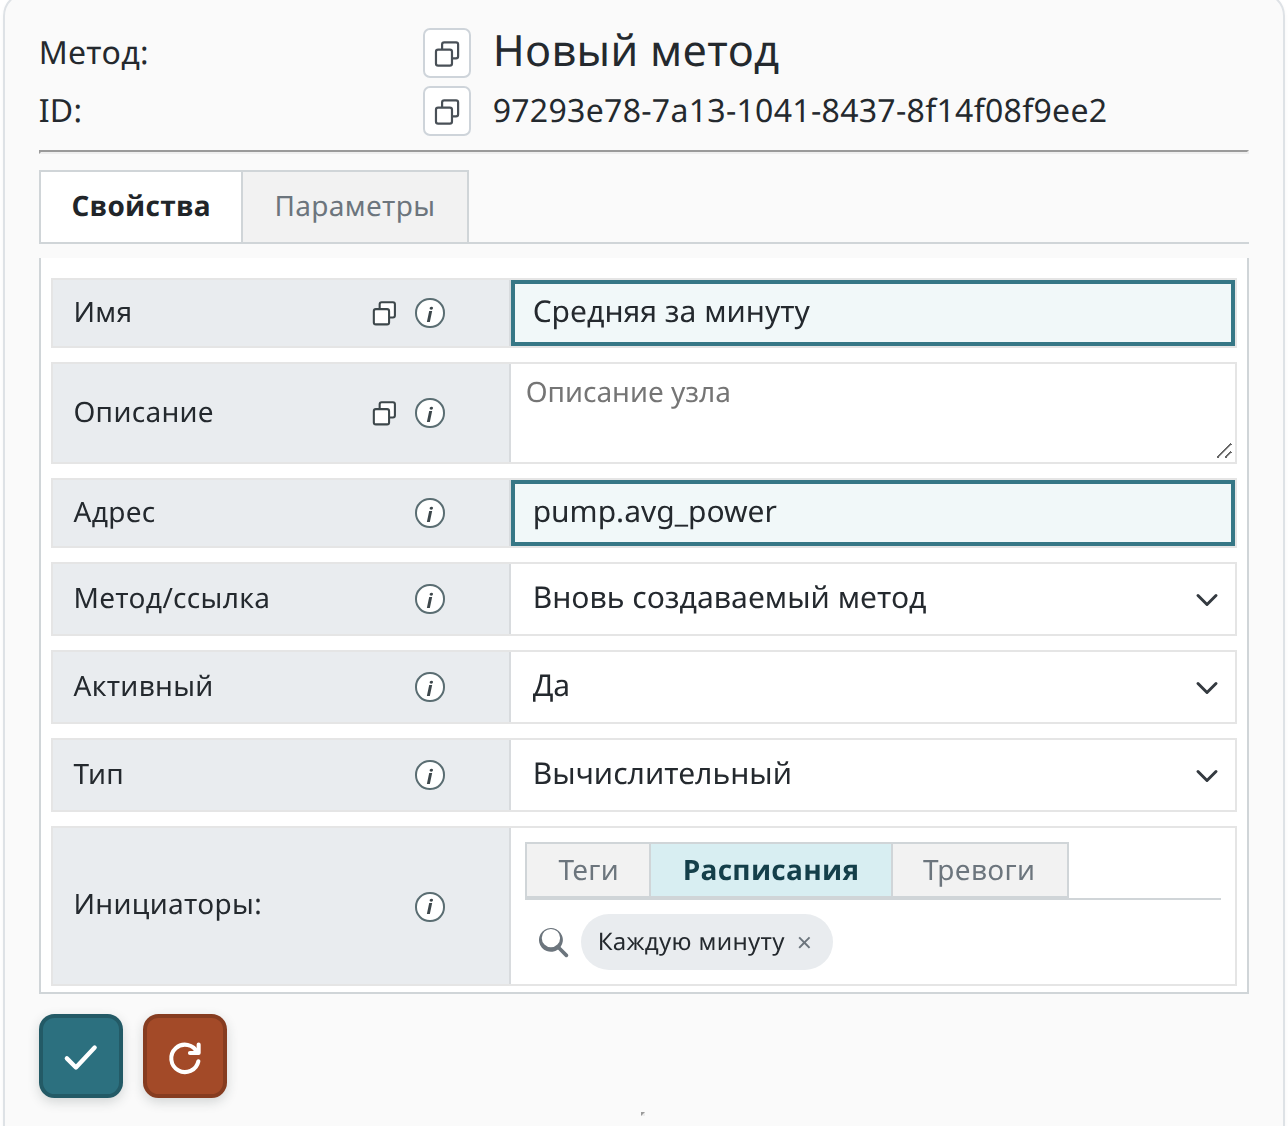 Метод: Новый метод
ID: 97293e78-7a13-1041-8437-8f14f08f9ee2
Свойства Параметры
Имя i Средняя за минуту
Описание i Описание узла
Адрес i pump.avg_power
Метод/ссылка i Вновь создаваемый метод
Активный i Да
Тип i Вычислительный
Теги Расписания Тревоги
Инициаторы: i
Каждую минуту ×